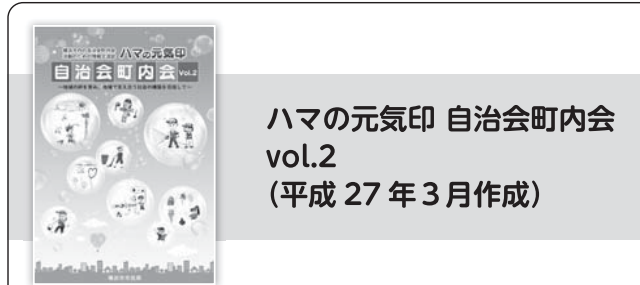 ハマの元気印
自治会町内会 Vol.2
ハマの元気印 自治会町内会
vol.2
(平成 27 年 3 月作成)